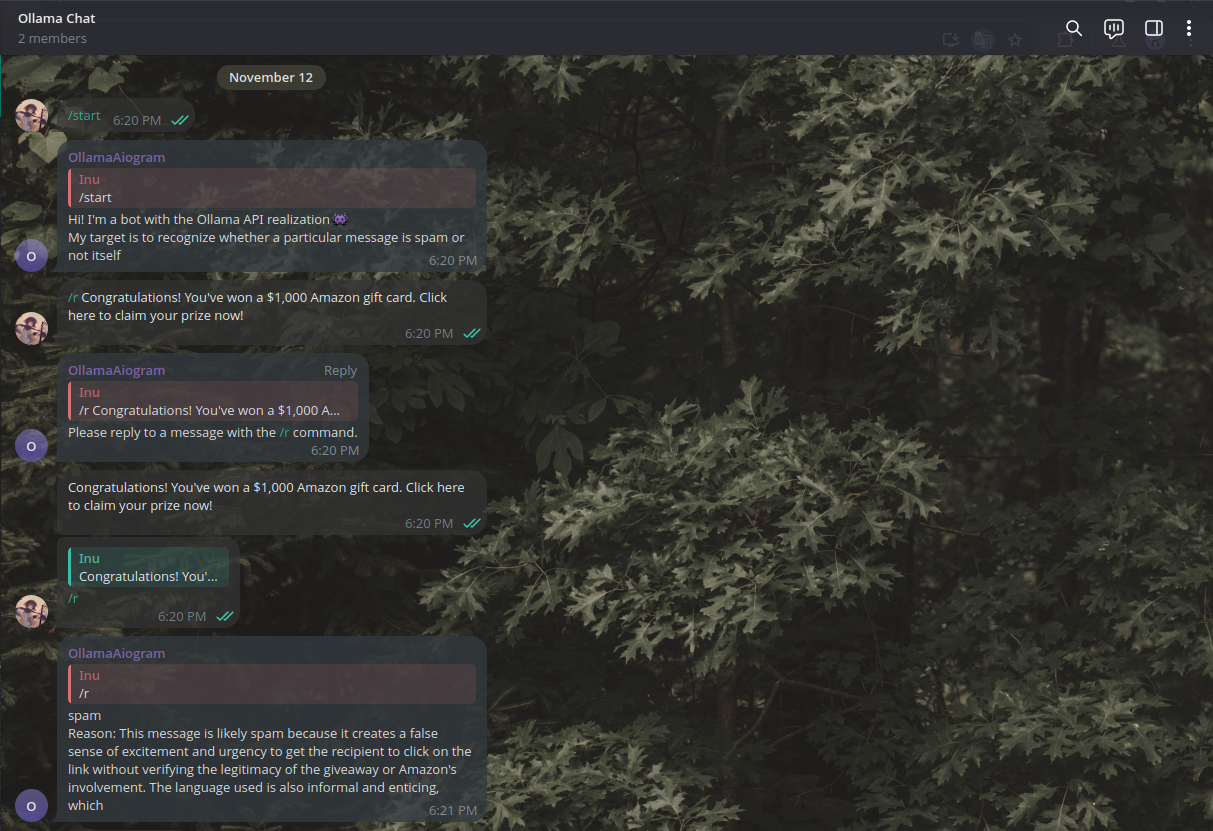 Ollama Chat
2 members
November 12
/start 6:20 PM
OllamaAiogram
Inu
/start
Hi! I'm a bot with the Ollama API realization 👾
My target is to recognize whether a particular message is spam or
not itself
6:20 PM
/r Congratulations! You've won a $1,000 Amazon gift card. Click
here to claim your prize now!
6:20 PM
OllamaAiogram Reply
Inu
/r Congratulations! You've won a $1,000 A...
Please reply to a message with the /r command.
6:20 PM
O
Congratulations! You've won a $1,000 Amazon gift card. Click here
to claim your prize now!
6:20 PM
Inu
Congratulations! You'...
/r
6:20 PM
OllamaAiogram
Inu
/r
spam
Reason: This message is likely spam because it creates a false
sense of excitement and urgency to get the recipient to click on the
link without verifying the legitimacy of the giveaway or Amazon's
involvement. The language used is also informal and enticing,
which
6:21 PM
O